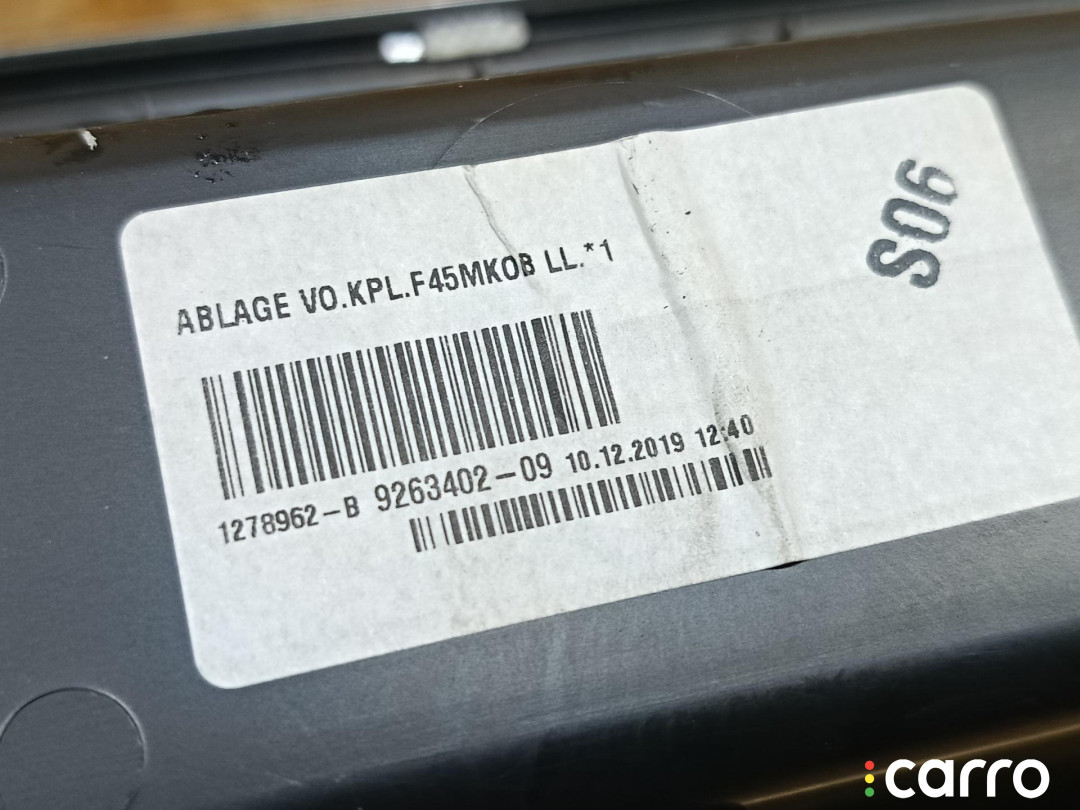 S06
ABLAGE VO.KPL.F45MKOB LL.*1
1278962-B 9263402-09 10.12.2019 12:40
carro